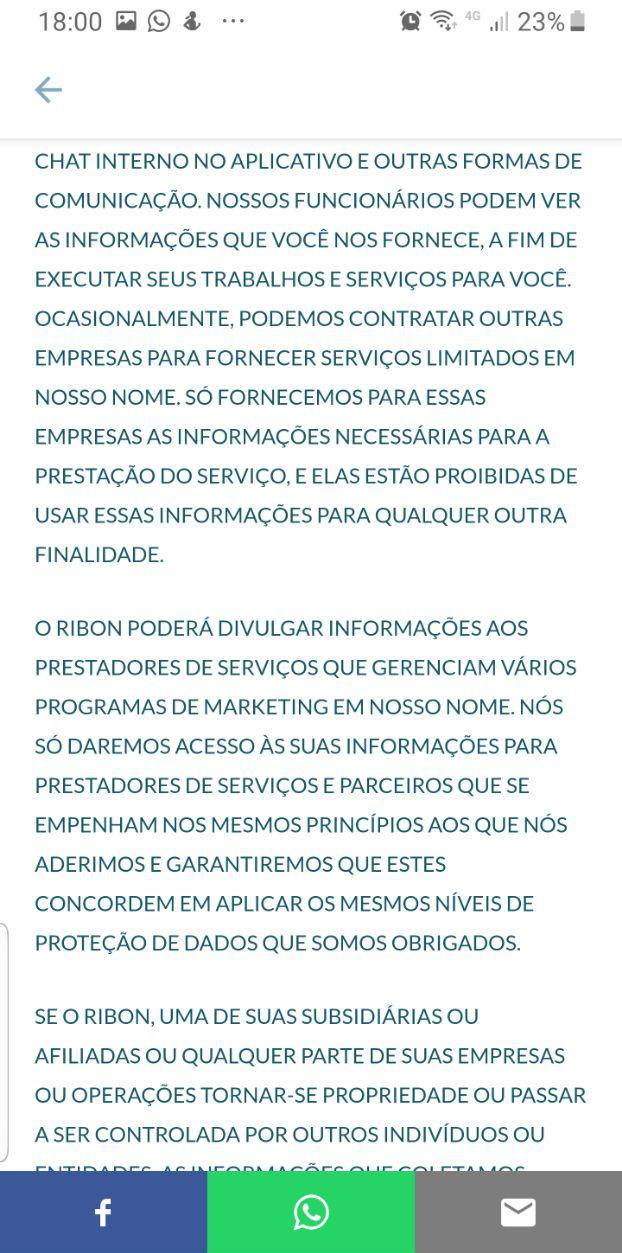 18:00 ... 4G 23%
CHAT INTERNO NO APLICATIVO E OUTRAS FORMAS DE
COMUNICAÇÃO. NOSSOS FUNCIONÁRIOS PODEM VER
AS INFORMAÇÕES QUE VOCÊ NOS FORNECE, A FIM DE
EXECUTAR SEUS TRABALHOS E SERVIÇOS PARA VOCÊ.
OCASIONALMENTE, PODEMOS CONTRATAR OUTRAS
EMPRESAS PARA FORNECER SERVIÇOS LIMITADOS EM
NOSSO NOME. SÓ FORNECEMOS PARA ESSAS
EMPRESAS AS INFORMAÇÕES NECESSÁRIAS PARA A
PRESTAÇÃO DO SERVIÇO, E ELAS ESTÃO PROIBIDAS DE
USAR ESSAS INFORMAÇÕES PARA QUALQUER OUTRA
FINALIDADE.
O RIBON PODERÁ DIVULGAR INFORMAÇÕES AOS
PRESTADORES DE SERVIÇOS QUE GERENCIAM VÁRIOS
PROGRAMAS DE MARKETING EM NOSSO NOME. NÓS
SÓ DAREMOS ACESSO ÀS SUAS INFORMAÇÕES PARA
PRESTADORES DE SERVIÇOS E PARCEIROS QUE SE
EMPENHAM NOS MESMOS PRINCÍPIOS AOS QUE NÓS
ADERIMOS E GARANTIREMOS QUE ESTES
CONCORDEM EM APLICAR OS MESMOS NÍVEIS DE
PROTEÇÃO DE DADOS QUE SOMOS OBRIGADOS.
SE O RIBON, UMA DE SUAS SUBSIDIÁRIAS OU
AFILIADAS OU QUALQUER PARTE DE SUAS EMPRESAS
OU OPERAÇÕES TORNAR-SE PROPRIEDADE OU PASSAR
A SER CONTROLADA POR OUTROS INDIVÍDUOS OU
ENTIDADES, AS INFORMAÇÕES QUE COLETAMOS